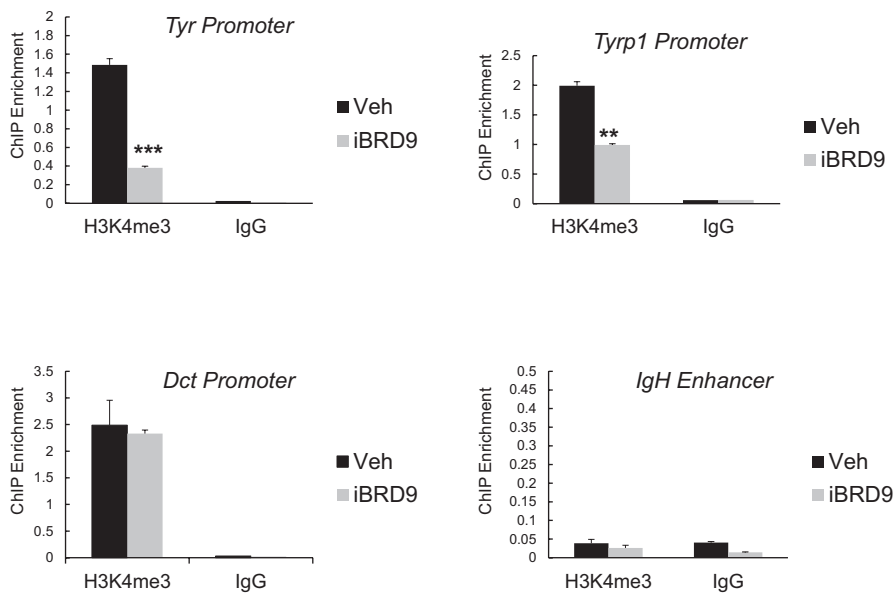 Tyr Promoter
ChIP Enrichment
2
1.8
1.6
1.4
1.2
1
0.8
0.6
0.4
0.2
0
***
H3K4me3 IgG
Veh
iBRD9
Tyrp1 Promoter
ChIP Enrichment
2.5
2
1.5
1
0.5
0
**
H3K4me3 IgG
Veh
iBRD9
Dct Promoter
ChIP Enrichment
3.5
3
2.5
2
1.5
1
0.5
0
H3K4me3 IgG
Veh
iBRD9
IgH Enhancer
ChIP Enrichment
0.5
0.45
0.4
0.35
0.3
0.25
0.2
0.15
0.1
0.05
0
H3K4me3 IgG
Veh
iBRD9